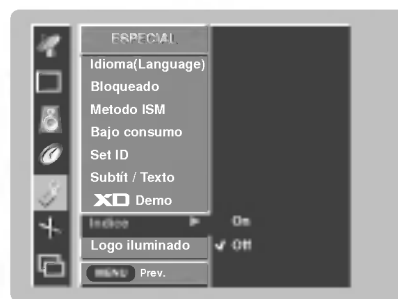 ESPECIAL
Idioma(Language)
Bloqueado
Metodo ISM
Bajo consumo
Set ID
Subtít / Texto
XD Demo
Indice On
Logo iluminado Off
MENU Prev.